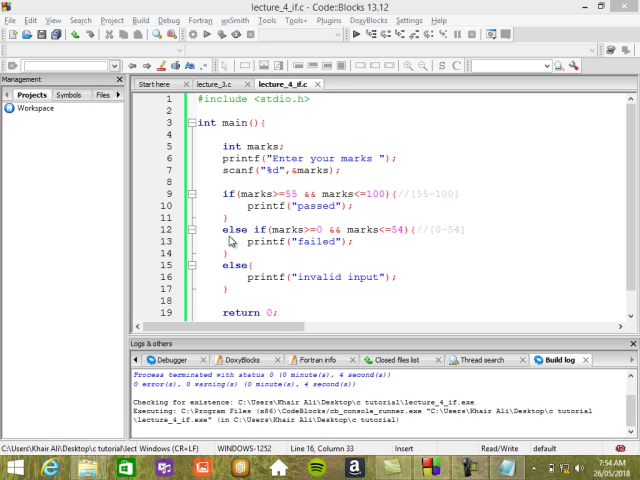 lecture_4_if.c - Code::Blocks 13.12
File Edit View Search Project Build Debug Fortran wxSmith Tools Tools+ Plugins DoxyBlocks Settings Help
Management
Projects Symbols Files
Workspace
Start here lecture_3.c lecture_4_if.c
1 #include <stdio.h>
2
3 int main(){
4
5 int marks;
6 printf("Enter your marks ");
7 scanf("%d",&marks);
8
9 if(marks>=55 && marks<=100){//[55-100]
10 printf("passed");
11 }
12 else if(marks>=0 && marks<=54){//[0-54]
13 printf("failed");
14 }
15 else{
16 printf("invalid input");
17 }
18
19 return 0;
Logs & others
Debugger DoxyBlocks Fortran info Closed files list Thread search Build log
Process terminated with status 0 (0 minute(s), 4 second(s))
0 error(s), 0 warning(s) (0 minute(s), 4 second(s))
Checking for existence: C:\Users\Khair Ali\Desktop\c tutorial\lecture_4_if.exe
Executing: C:\Program Files (x86)\CodeBlocks/cb_console_runner.exe "C:\Users\Khair Ali\Desktop\c tutorial
\lecture_4_if.exe" (in C:\Users\Khair Ali\Desktop\c tutorial)
C:\Users\Khair Ali\Desktop\c tutorial\lect Windows (CR+LF) WINDOWS-1252 Line 16, Column 33 Insert Read/Write default
7:54 AM
26/05/2018